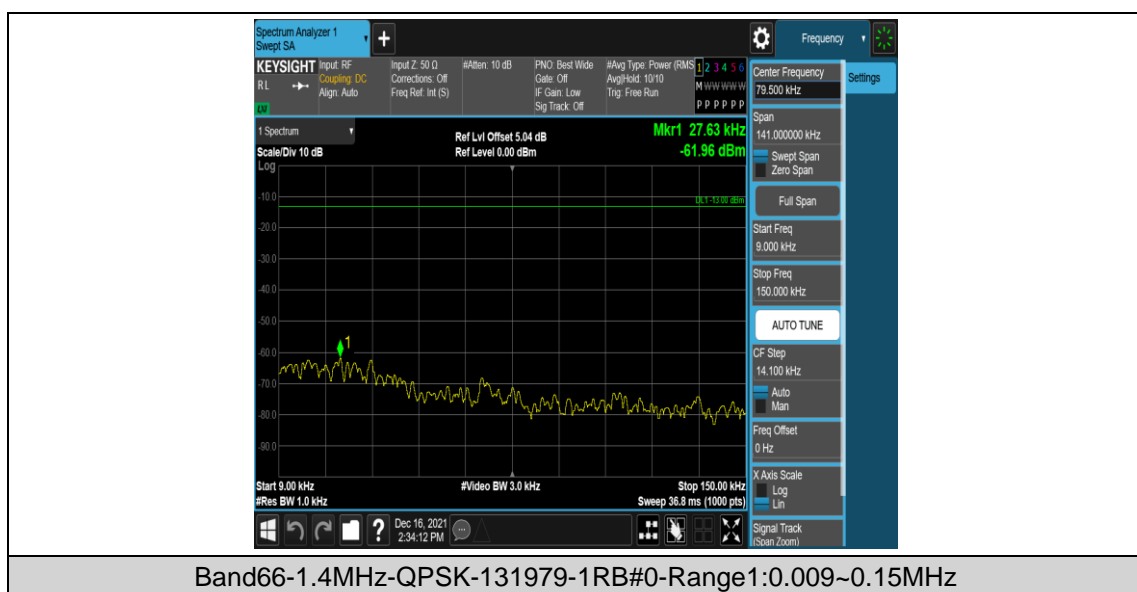 Spectrum Analyzer 1
Swept SA
+
Frequency
KEYSIGHT
RL
LXI
Input: RF
Coupling: DC
Align: Auto
Input Z: 50 Ω
Corrections: Off
Freq Ref: Int (S)
#Atten: 10 dB
PNO: Best Wide
Gate: Off
IF Gain: Low
Sig Track: Off
#Avg Type: Power (RMS
Avg|Hold: 10/10
Trig: Free Run
1 2 3 4 5 6
M W W W W W
P P P P P P
1 Spectrum
Scale/Div 10 dB
Log
Ref Lvl Offset 5.04 dB
Ref Level 0.00 dBm
Mkr1 27.63 kHz
-61.96 dBm
DL1 -13.00 dBm
-10.0
-20.0
-30.0
-40.0
-50.0
-60.0
-70.0
-80.0
-90.0
1
Start 9.00 kHz
#Res BW 1.0 kHz
#Video BW 3.0 kHz
Stop 150.00 kHz
Sweep 36.8 ms (1000 pts)
Center Frequency
79.500 kHz
Settings
Span
141.000000 kHz
Swept Span
Zero Span
Full Span
Start Freq
9.000 kHz
Stop Freq
150.000 kHz
AUTO TUNE
CF Step
14.100 kHz
Auto
Man
Freq Offset
0 Hz
X Axis Scale
Log
Lin
Signal Track
(Span Zoom)
?
Dec 16, 2021
2:34:12 PM
Band66-1.4MHz-QPSK-131979-1RB#0-Range1:0.009~0.15MHz